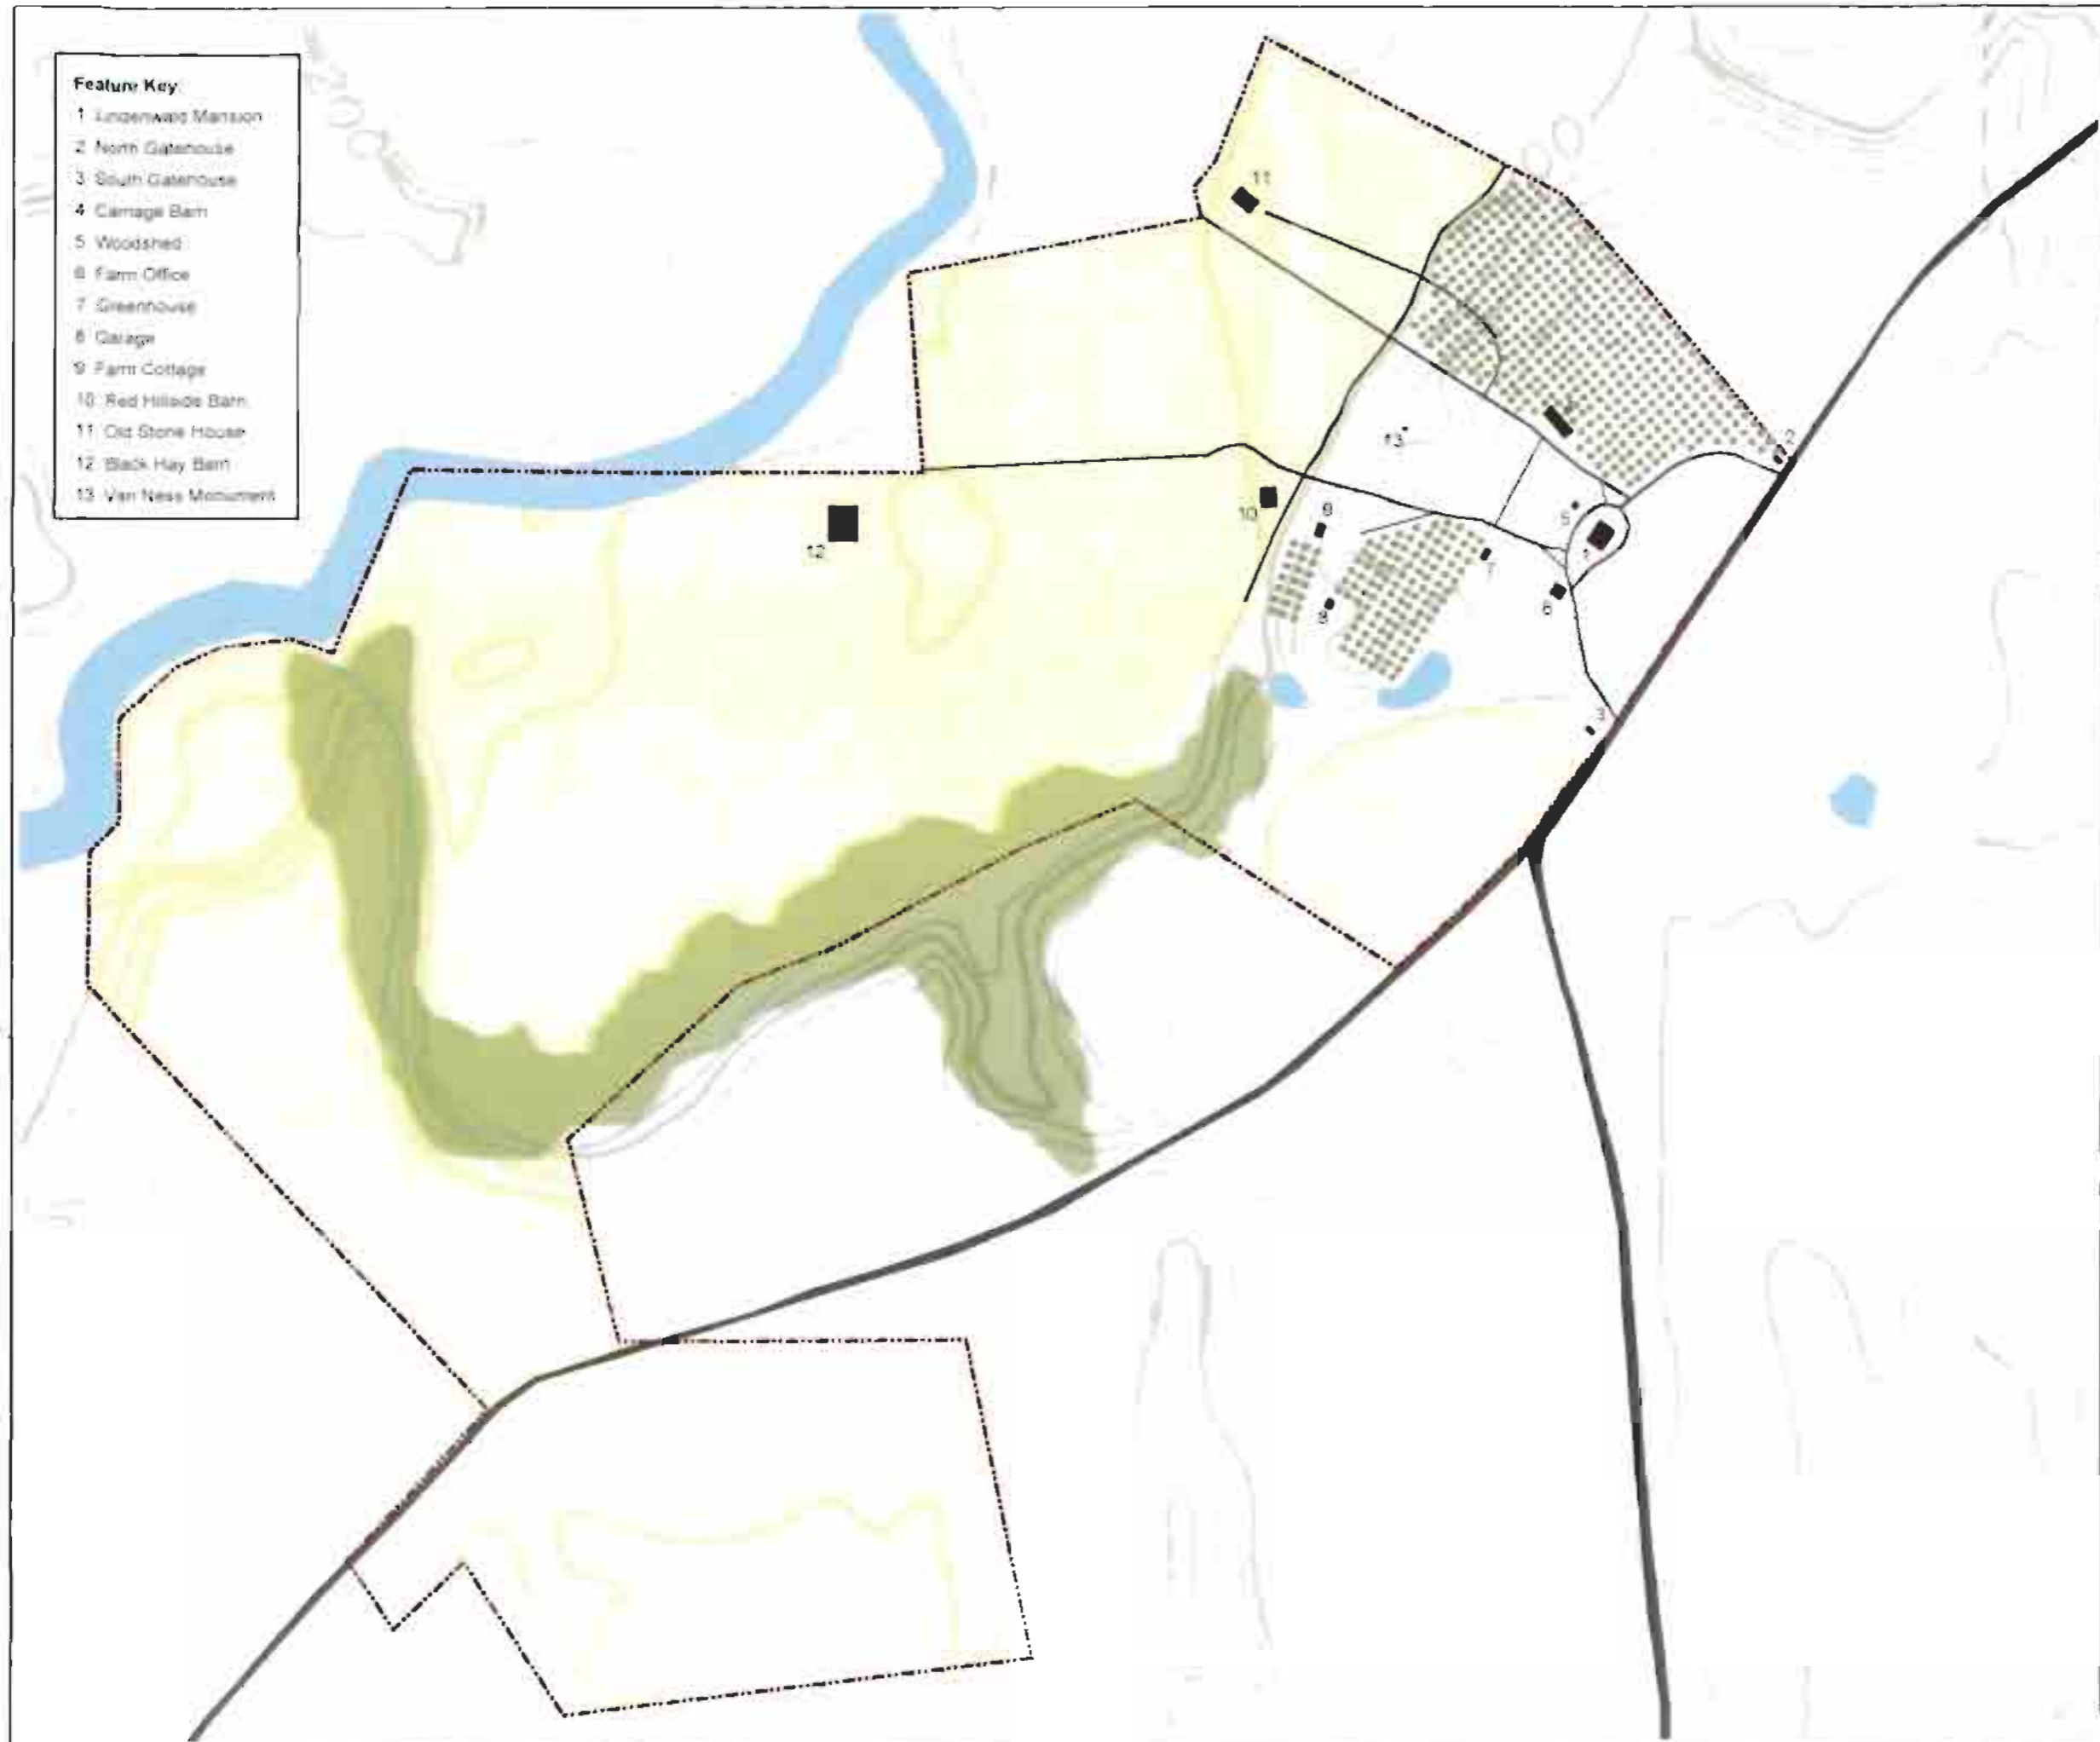 Feature Key
1 Lindenwald Mansion
2 North Gatehouse
3 South Gatehouse
4 Carriage Barn
5 Woodshed
6 Farm Office
7 Greenhouse
8 Garage
9 Farm Cottage
10 Red Hillside Barn
11 Old Stone House
12 Black Hay Barn
13 Van Ness Monument
11
2
13
5
10
9
12
1
7
6
8
3